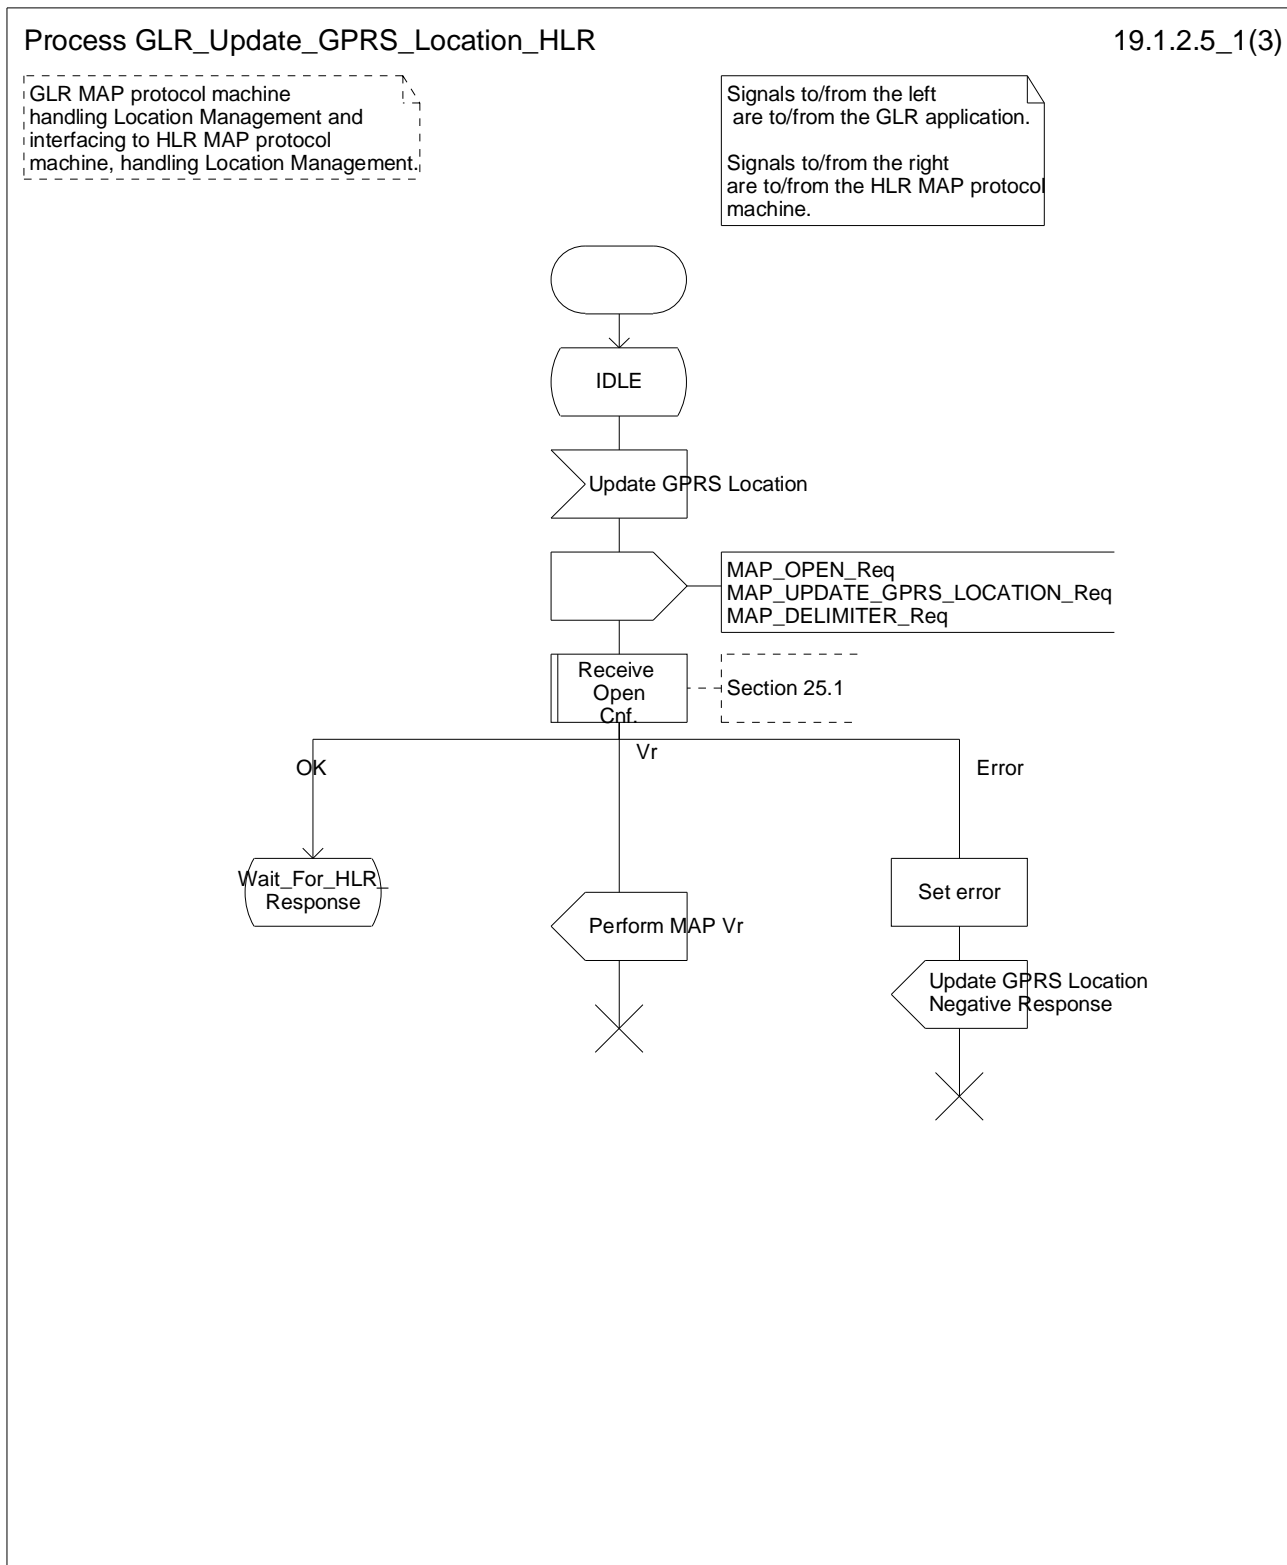 Process GLR_Update_GPRS_Location_HLR
19.1.2.5_1(3)
GLR MAP protocol machine
handling Location Management and
interfacing to HLR MAP protocol
machine, handling Location Management.
Signals to/from the left
are to/from the GLR application.
Signals to/from the right
are to/from the HLR MAP protocol
machine.
IDLE
Update GPRS Location
MAP_OPEN_Req
MAP_UPDATE_GPRS_LOCATION_Req
MAP_DELIMITER_Req
Receive
Open
Cnf.
Section 25.1
OK
Vr
Error
Wait_For_HLR_
Response
Perform MAP Vr
Set error
Update GPRS Location
Negative Response